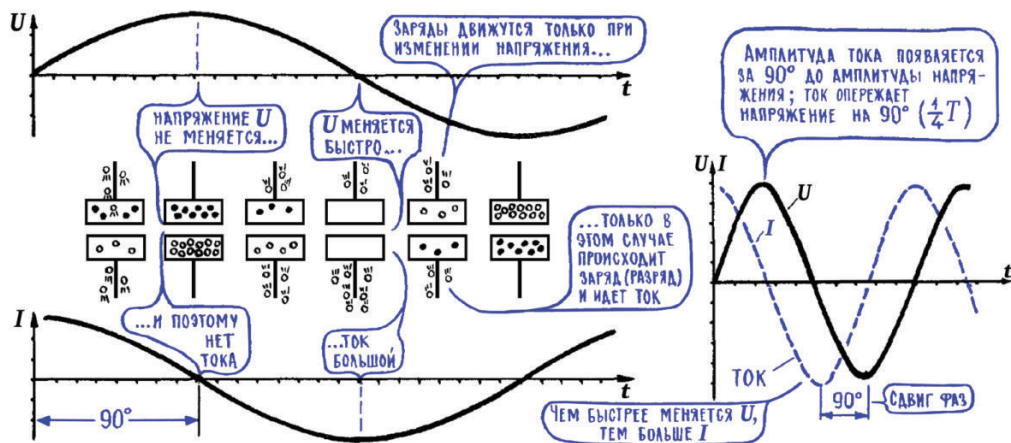 U
t
НАПРЯЖЕНИЕ U
НЕ МЕНЯЕТСЯ...
U МЕНЯЕТСЯ
БЫСТРО...
ЗАРЯДЫ ДВИЖУТСЯ ТОЛЬКО ПРИ
ИЗМЕНЕНИИ НАПРЯЖЕНИЯ...
...И ПОЭТОМУ
НЕТ
ТОКА
...ТОК
БОЛЬШОЙ
...ТОЛЬКО В
ЭТОМ СЛУЧАЕ
ПРОИСХОДИТ
ЗАРЯД (РАЗРЯД)
И ИДЕТ ТОК
I
t
90°
ЧЕМ БЫСТРЕЕ МЕНЯЕТСЯ U,
ТЕМ БОЛЬШЕ I
АМПЛИТУДА ТОКА ПОЯВЛЯЕТСЯ
ЗА 90° ДО АМПЛИТУДЫ НАПРЯ-
ЖЕНИЯ; ТОК ОПЕРЕЖАЕТ
НАПРЯЖЕНИЕ НА 90° (1/4 T)
U I
U
I
t
ТОК
90°
СДВИГ ФАЗ